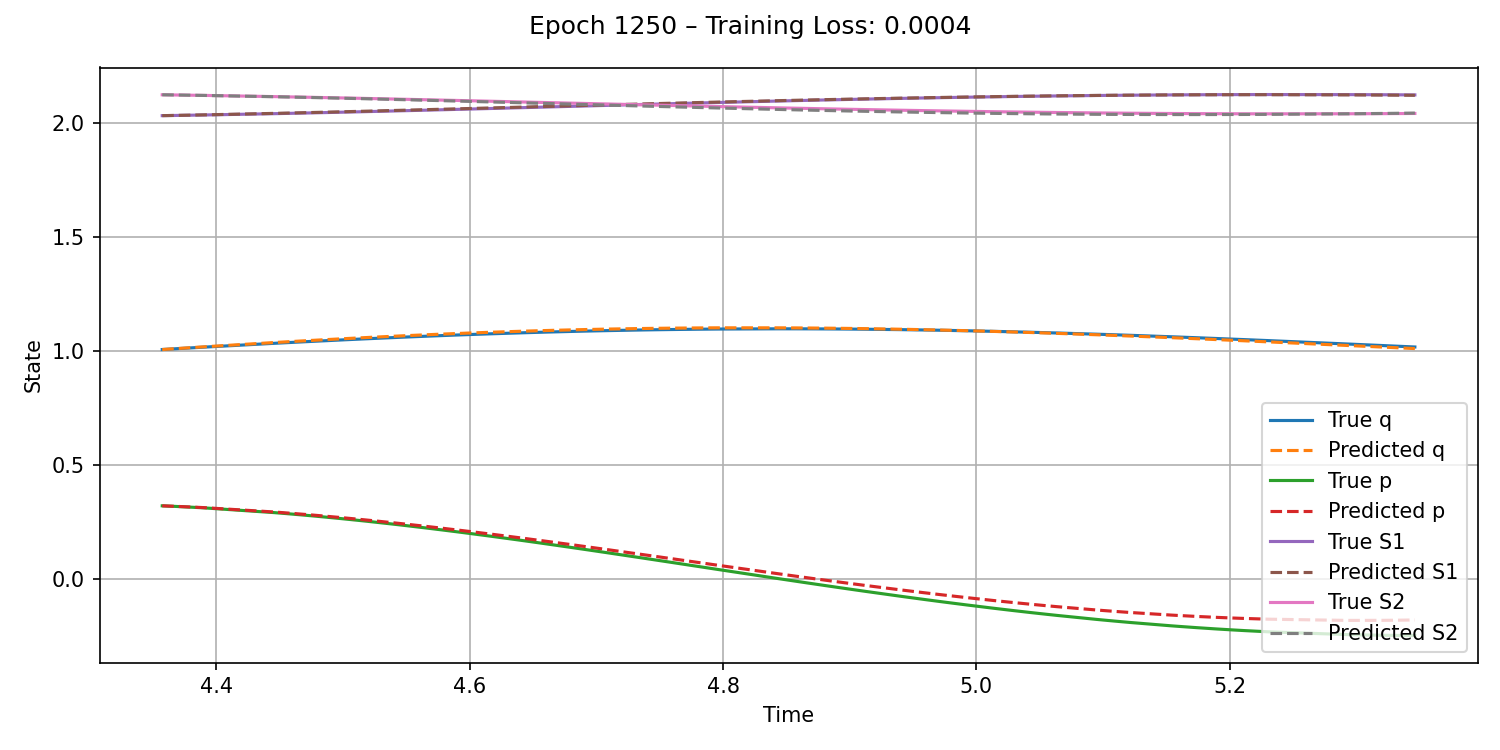 Epoch 1250 – Training Loss: 0.0004
2.0
1.5
1.0
0.5
0.0
State
True q
Predicted q
True p
Predicted p
True S1
Predicted S1
True S2
Predicted S2
4.4 4.6 4.8 5.0 5.2
Time